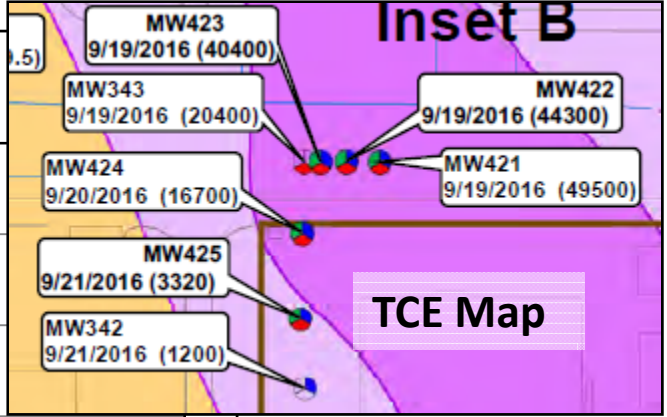 Inset B
MW423
9/19/2016 (40400)
.5)
MW343
9/19/2016 (20400)
MW422
9/19/2016 (44300)
MW424
9/20/2016 (16700)
MW421
9/19/2016 (49500)
MW425
9/21/2016 (3320)
TCE Map
MW342
9/21/2016 (1200)